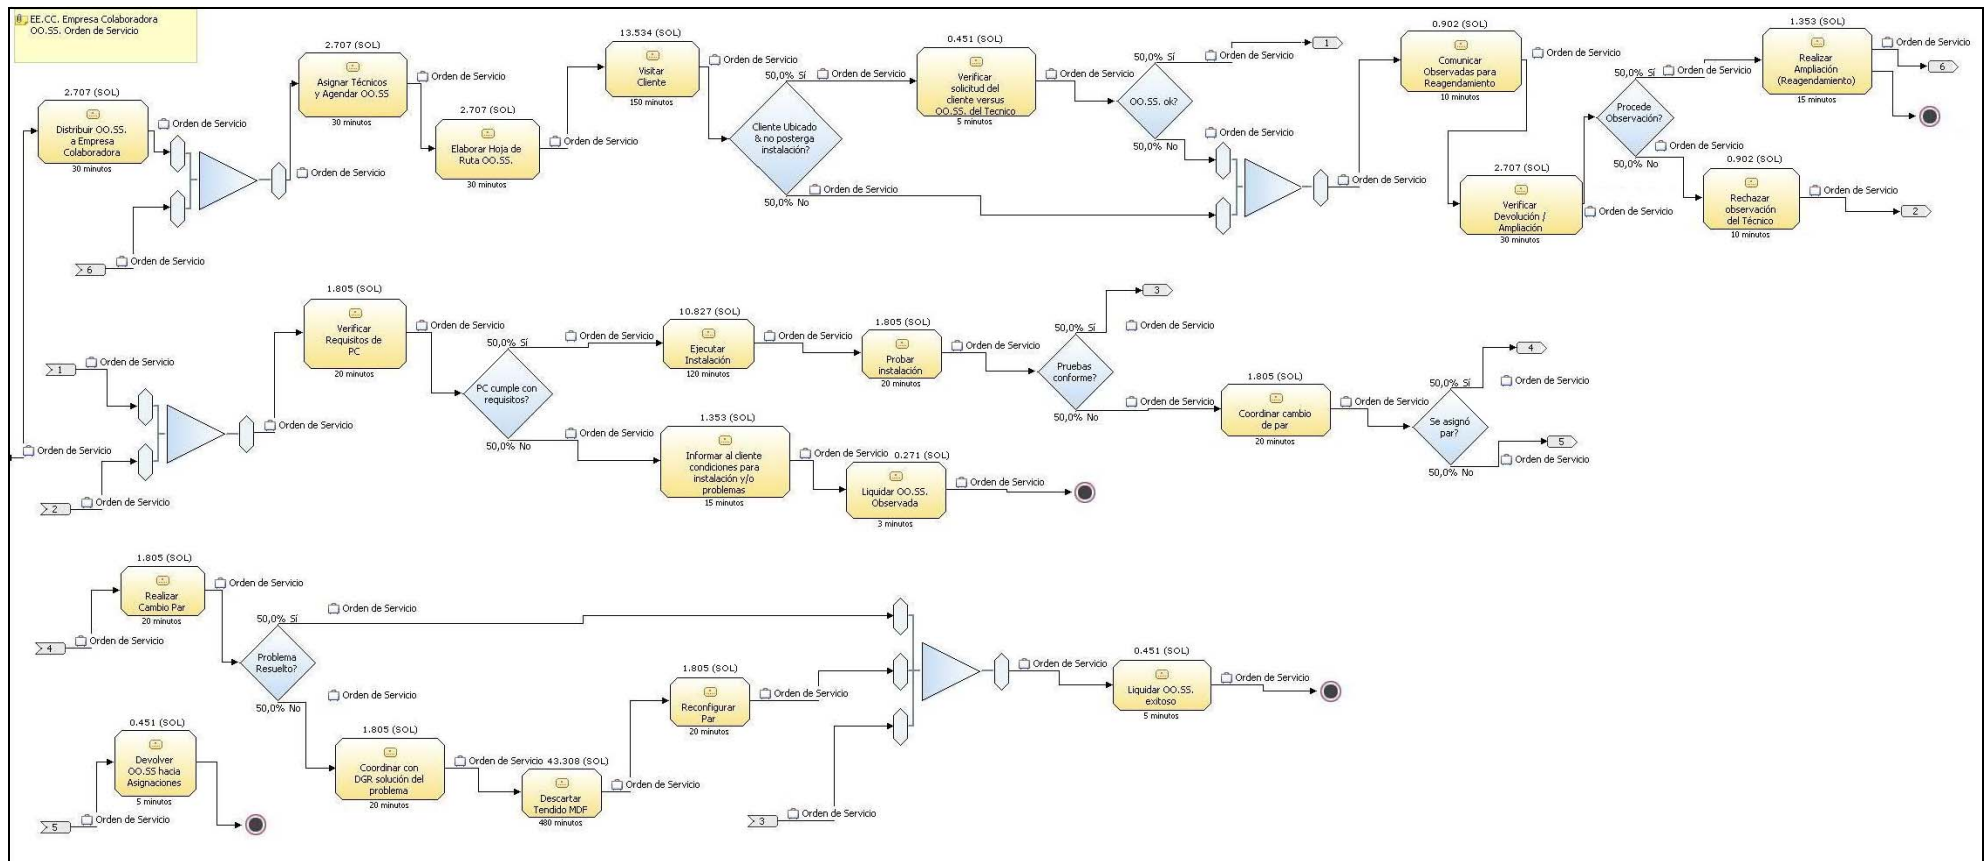 EE.CC. Empresa Colaboradora
OO.SS. Orden de Servicio
2.707 (SOL)
Distribuir OO.SS.
a Empresa
Colaboradora
30 minutos
Orden de Servicio
Orden de Servicio
6
Orden de Servicio
2.707 (SOL)
Asignar Técnicos
y Agendar OO.SS
30 minutos
Orden de Servicio
2.707 (SOL)
Elaborar Hoja de
Ruta OO.SS.
30 minutos
Orden de Servicio
Orden de Servicio
13.534 (SOL)
Visitar
Cliente
150 minutos
Orden de Servicio
50,0% Sí
Cliente Ubicado
& no posterga
instalación?
50,0% No
Orden de Servicio
Orden de Servicio
0.451 (SOL)
Verificar
solicitud del
cliente versus
OO.SS. del Tecnico
5 minutos
Orden de Servicio
50,0% Sí
OO.SS. ok?
50,0% No
Orden de Servicio
1
Orden de Servicio
Orden de Servicio
0.902 (SOL)
Comunicar
Observadas para
Reagendamiento
10 minutos
Orden de Servicio
2.707 (SOL)
Verificar
Devolución /
Ampliación
30 minutos
Orden de Servicio
50,0% Sí
Procede
Observación?
50,0% No
Orden de Servicio
Orden de Servicio
1.353 (SOL)
Realizar
Ampliación
(Reagendamiento)
15 minutos
Orden de Servicio
6
0.902 (SOL)
Rechazar
observación
del Técnico
10 minutos
Orden de Servicio
2
Orden de Servicio
1
Orden de Servicio
2
Orden de Servicio
Orden de Servicio
1.805 (SOL)
Verificar
Requisitos de
PC
20 minutos
Orden de Servicio
50,0% Sí
PC cumple con
requisitos?
50,0% No
Orden de Servicio
Orden de Servicio
10.827 (SOL)
Ejecutar
Instalación
120 minutos
Orden de Servicio
1.805 (SOL)
Probar
instalación
20 minutos
Orden de Servicio
50,0% Sí
Pruebas
conforme?
50,0% No
3
Orden de Servicio
Orden de Servicio
1.805 (SOL)
Coordinar cambio
de par
20 minutos
Orden de Servicio
50,0% Sí
Se asignó
par?
50,0% No
4
Orden de Servicio
5
Orden de Servicio
1.353 (SOL)
Informar al cliente
condiciones para
instalación y/o
problemas
15 minutos
Orden de Servicio
0.271 (SOL)
Liquidar OO.SS.
Observada
3 minutos
Orden de Servicio
1.805 (SOL)
Realizar
Cambio Par
20 minutos
Orden de Servicio
4
Orden de Servicio
50,0% Sí
Problema
Resuelto?
50,0% No
Orden de Servicio
Orden de Servicio
0.451 (SOL)
Devolver
OO.SS hacia
Asignaciones
5 minutos
5
Orden de Servicio
1.805 (SOL)
Coordinar con
DGR solución del
problema
20 minutos
Orden de Servicio
43.308 (SOL)
Descartar
Tendido MDF
480 minutos
Orden de Servicio
1.805 (SOL)
Reconfigurar
Par
20 minutos
Orden de Servicio
3
Orden de Servicio
Orden de Servicio
0.451 (SOL)
Liquidar OO.SS.
exitoso
5 minutos
Orden de Servicio